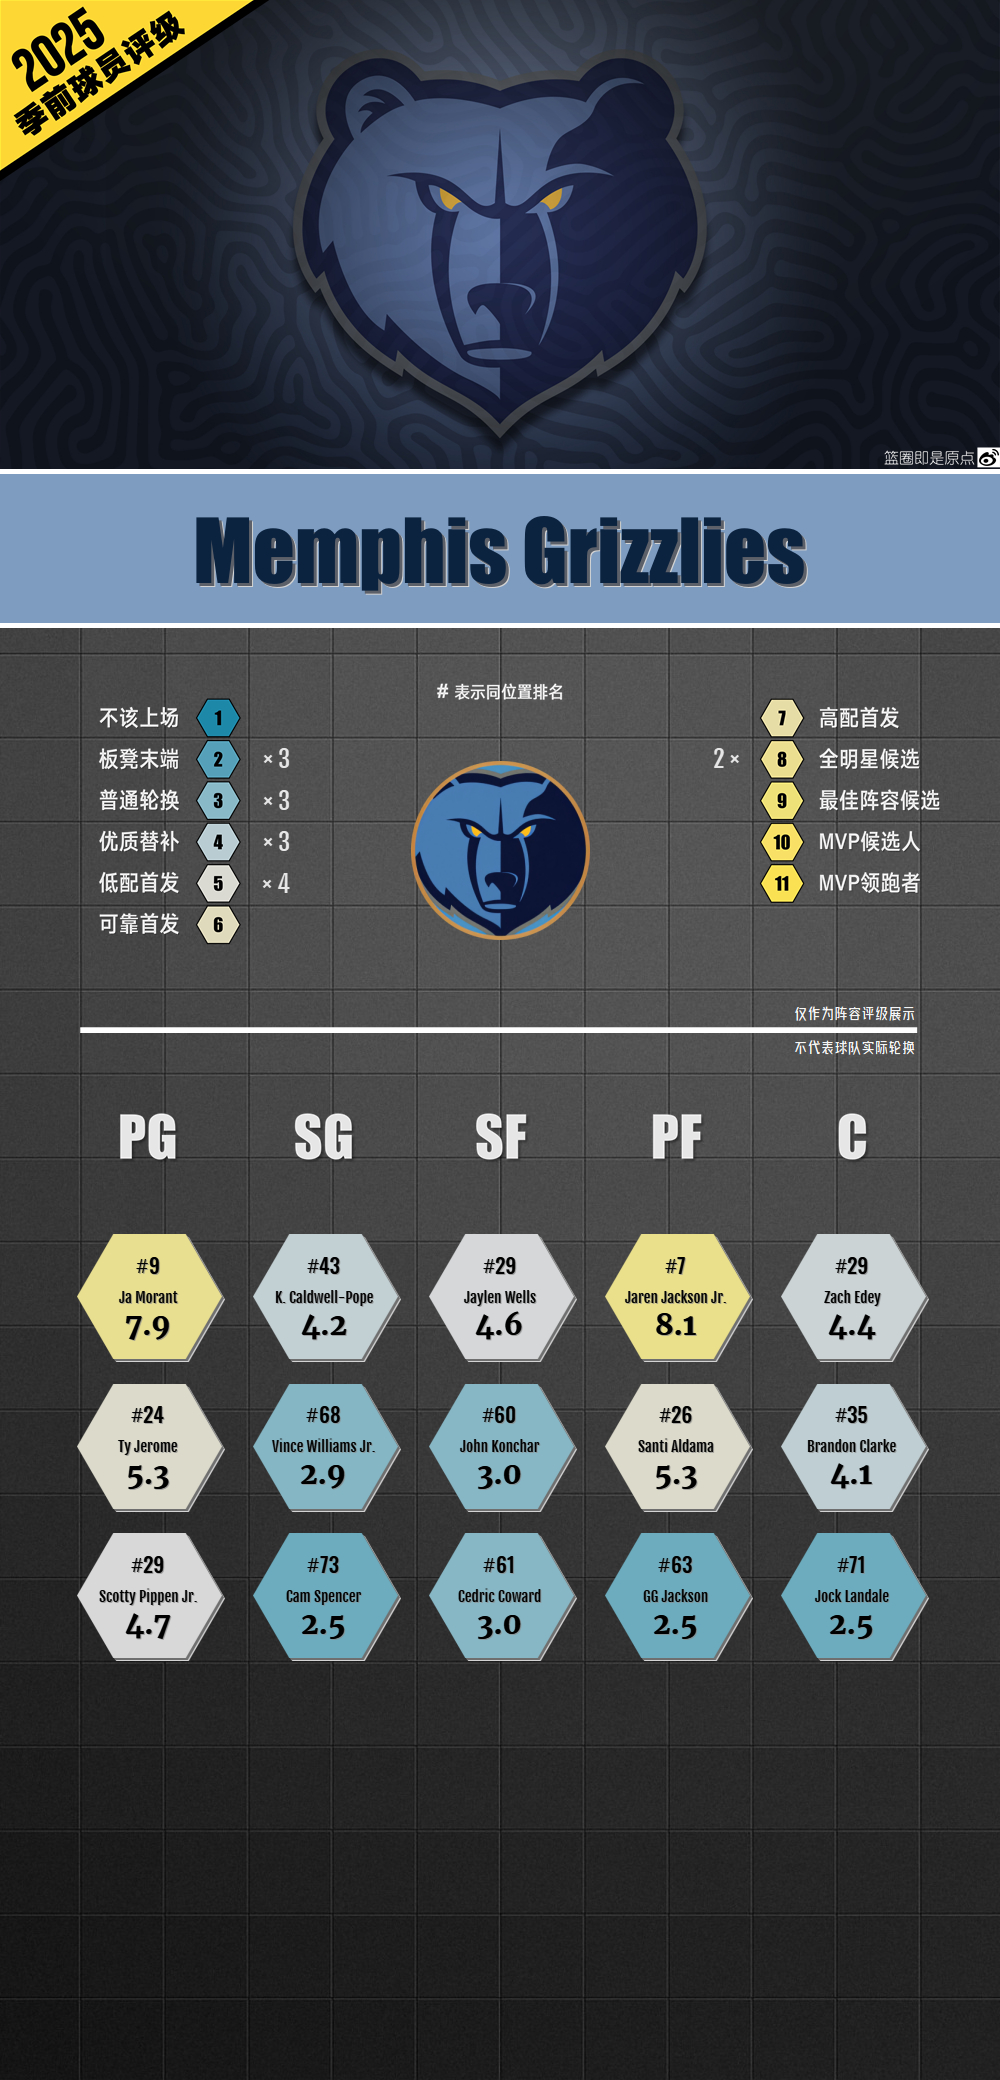 2025
季前球员评级
篮圈即是原点
Memphis Grizzlies
# 表示同位置排名
不该上场 1
板凳末端 2 × 3
普通轮换 3 × 3
优质替补 4 × 3
低配首发 5 × 4
可靠首发 6
7 高配首发
2 × 8 全明星候选
9 最佳阵容候选
10 MVP候选人
11 MVP领跑者
仅作为阵容评级展示
不代表球队实际轮换
PG SG SF PF C
#9 #43 #29 #7 #29
Ja Morant K. Caldwell-Pope Jaylen Wells Jaren Jackson Jr. Zach Edey
7.9 4.2 4.6 8.1 4.4
#24 #68 #60 #26 #35
Ty Jerome Vince Williams Jr. John Konchar Santi Aldama Brandon Clarke
5.3 2.9 3.0 5.3 4.1
#29 #73 #61 #63 #71
Scotty Pippen Jr. Cam Spencer Cedric Coward GG Jackson Jock Landale
4.7 2.5 3.0 2.5 2.5